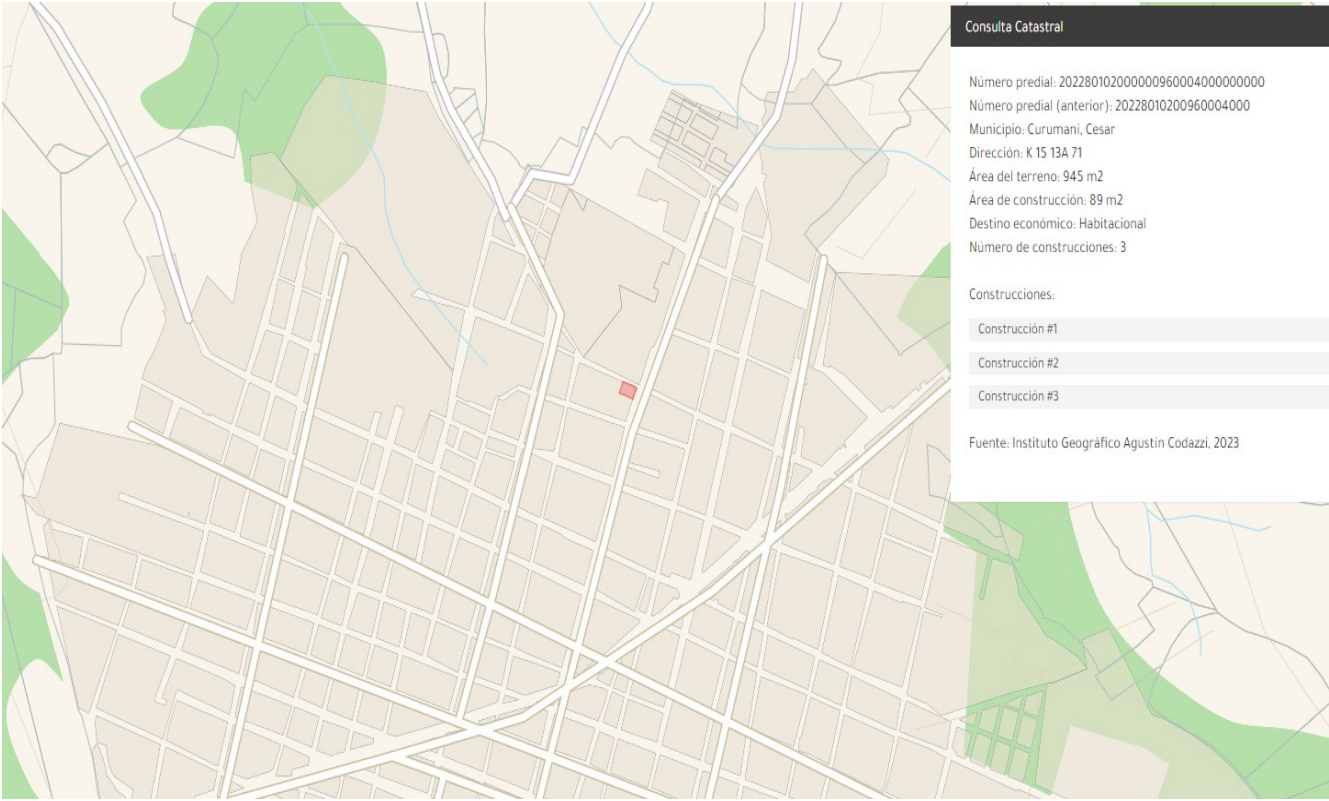 Consulta Catastral
Número predial: 202280102000000960004000000000
Número predial (anterior): 20228010200960004000
Municipio: Curumaní, Cesar
Dirección: K 15 13A 71
Área del terreno: 945 m2
Área de construcción: 89 m2
Destino económico: Habitacional
Número de construcciones: 3
Construcciones:
Construcción #1
Construcción #2
Construcción #3
Fuente: Instituto Geográfico Agustín Codazzi, 2023